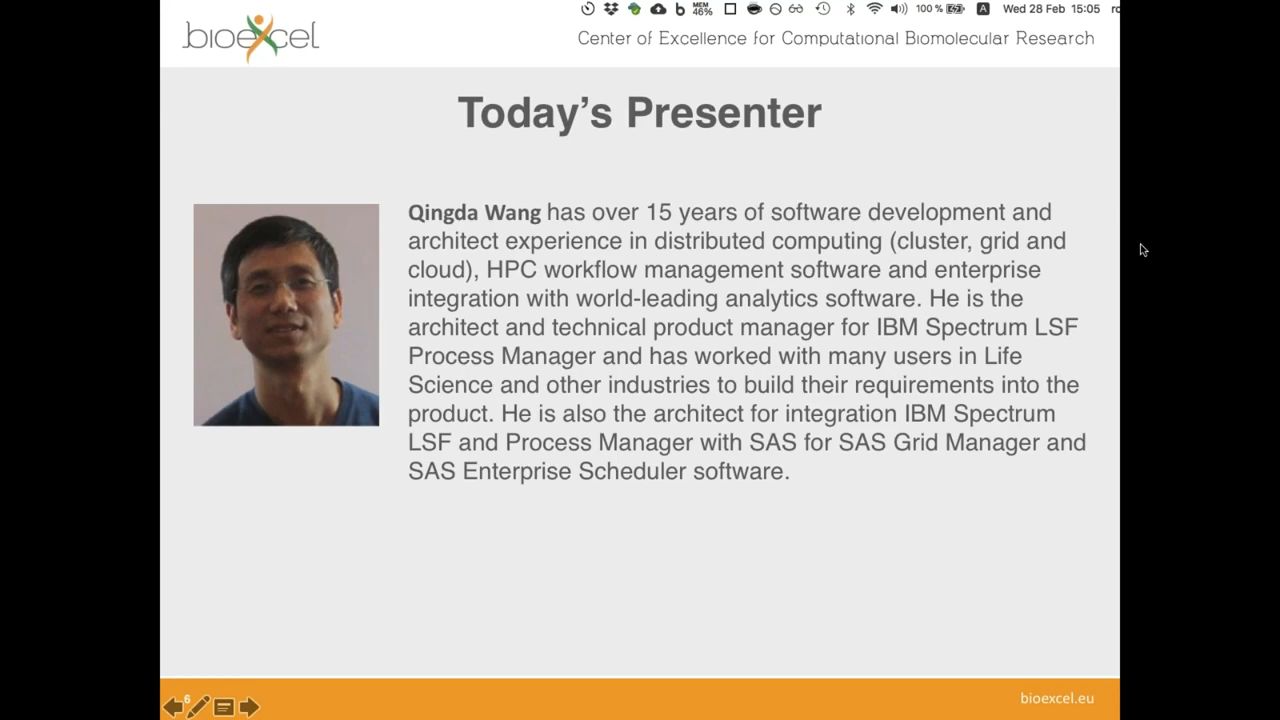 MEM
46%
100 %
A
Wed 28 Feb 15:05
bioexcel
Center of Excellence for Computational Biomolecular Research
Today’s Presenter
Qingda Wang has over 15 years of software development and
architect experience in distributed computing (cluster, grid and
cloud), HPC workflow management software and enterprise
integration with world-leading analytics software. He is the
architect and technical product manager for IBM Spectrum LSF
Process Manager and has worked with many users in Life
Science and other industries to build their requirements into the
product. He is also the architect for integration IBM Spectrum
LSF and Process Manager with SAS for SAS Grid Manager and
SAS Enterprise Scheduler software.
6
bioexcel.eu